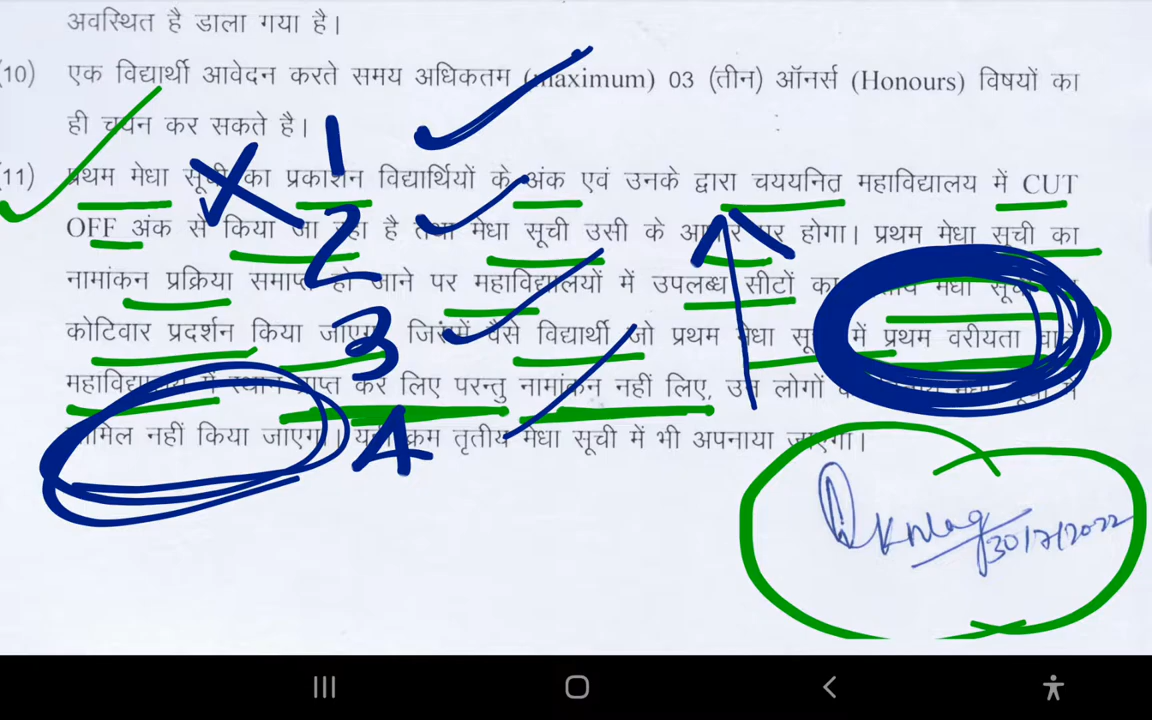 अवस्थित है डाला गया है।
(10) एक विद्यार्थी आवेदन करते समय अधिकतम (maximum) 03 (तीन) ऑनर्स (Honours) विषयों का
ही चयन कर सकते है।
1
(11) प्रथम मेधा सूची का प्रकाशन विद्यार्थियों के अंक एवं उनके द्वारा चययनित महाविद्यालय में CUT
OFF अंक से किया जा रहा है तथा मेधा सूची उसी के आधार पर होगा। प्रथम मेधा सूची का
2
नामांकन प्रक्रिया समाप्त हो जाने पर महाविद्यालयों में उपलब्ध सीटों का मेधा
3
कोटिवार प्रदर्शन किया जाएगा जिसमें वैसे विद्यार्थी जो प्रथम मेधा सूची में प्रथम वरीयता वाले
महाविद्यालय में स्थान प्राप्त कर लिए परन्तु नामांकन नहीं लिए, उन लोगों
4
शामिल नहीं किया जाएगा। यही क्रम तृतीय मेधा सूची में भी अपनाया जाएगा।
30/7/2022